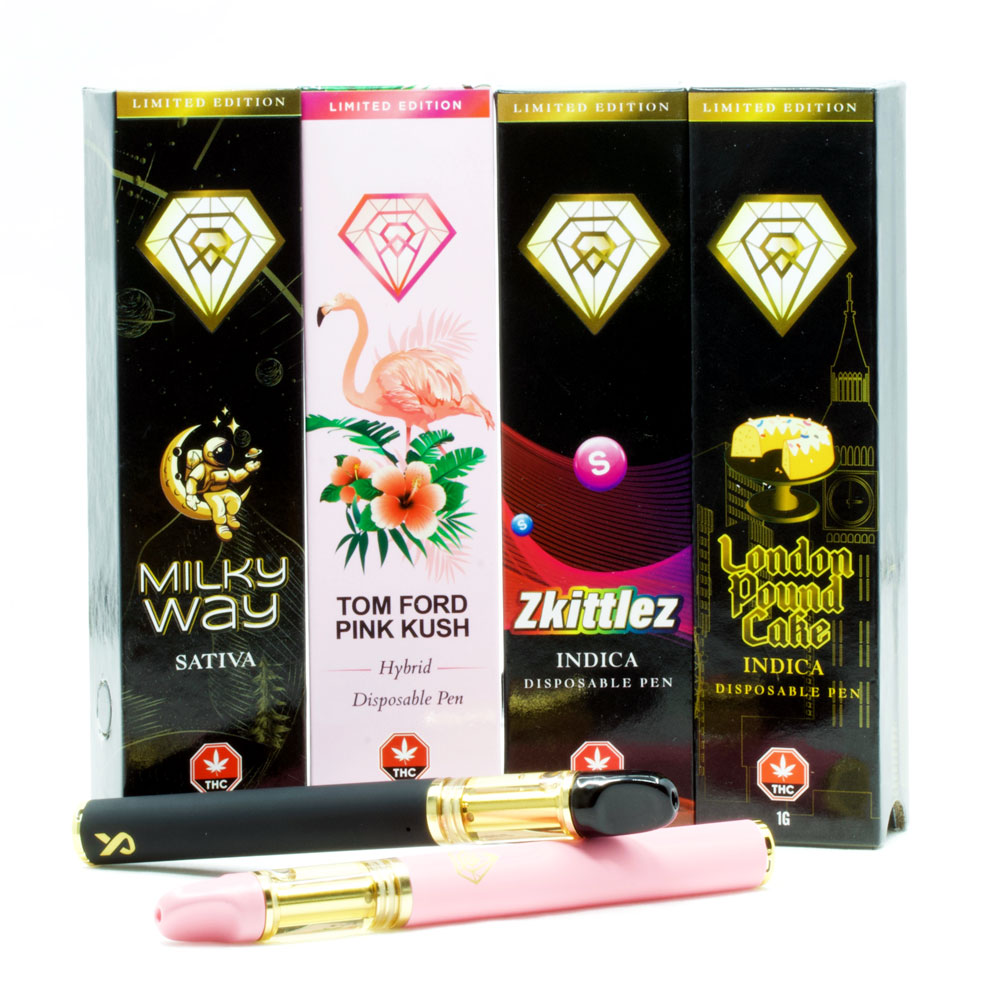 LIMITED EDITION
MILKY
WAY
SATIVA
THC
LIMITED EDITION
TOM FORD
PINK KUSH
Hybrid
Disposable Pen
THC
LIMITED EDITION
S
S
Zkittlez
INDICA
DISPOSABLE PEN
LIMITED EDITION
London
Pound
Cake
INDICA
DISPOSABLE PEN
THC
1G